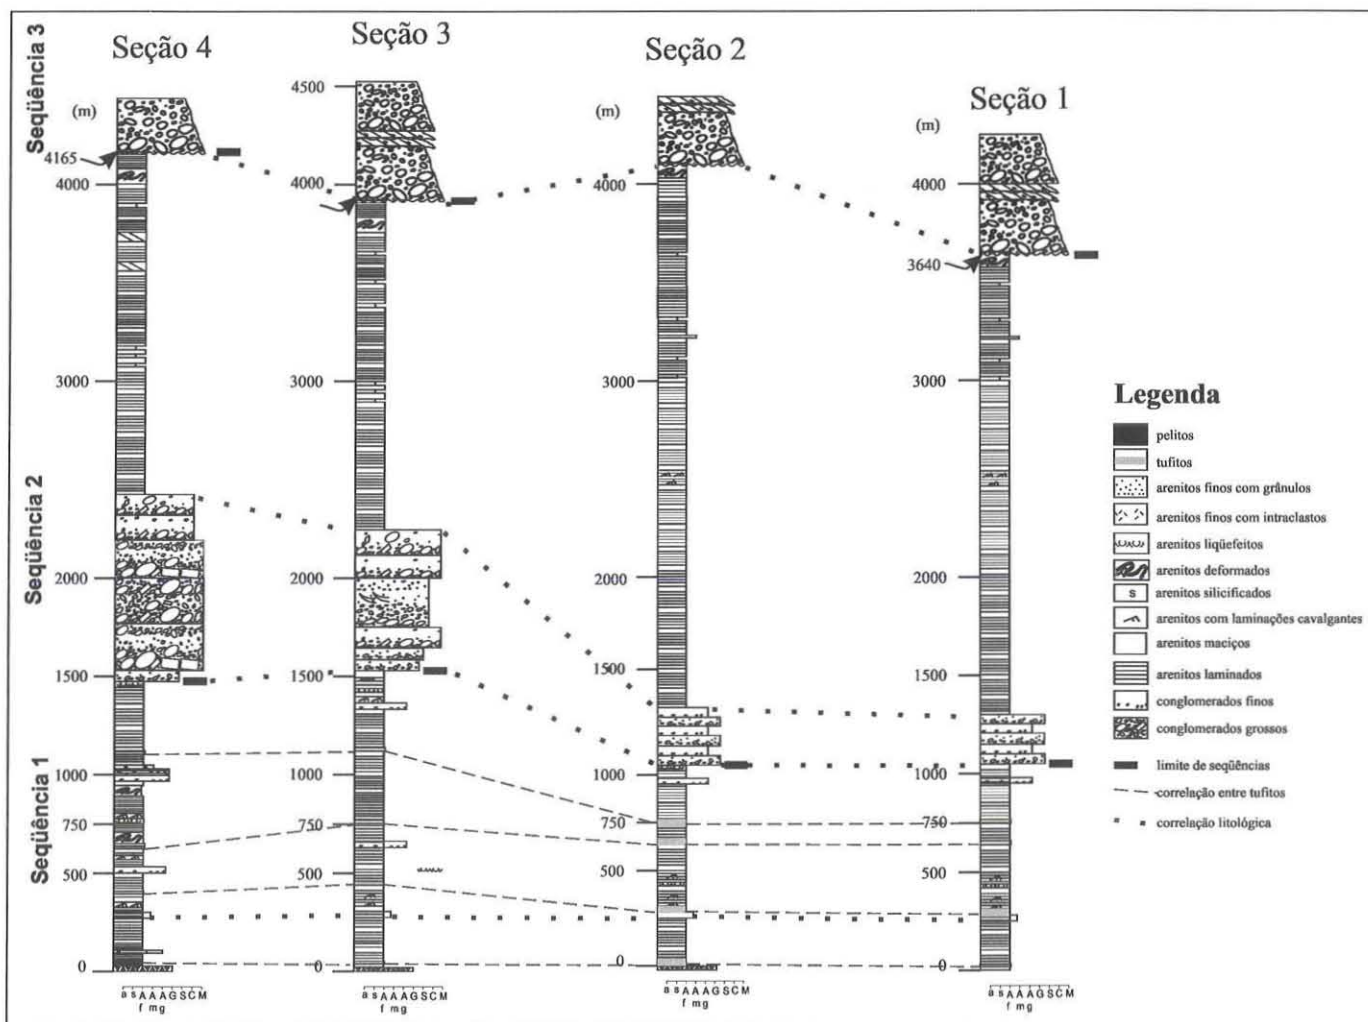 Seqüência 3
Seqüência 2
Seqüência 1
Seção 4
(m)
4165
4000
3000
2000
1500
1000
750
500
0
a s A A A G S C M
f m g
Seção 3
4500
4000
3000
2000
1500
1000
750
500
0
a s A A A G S C M
f m g
Seção 2
(m)
4000
3000
2000
1500
1000
750
500
0
a s A A A G S C M
f m g
Seção 1
(m)
4000
3640
3000
2000
1500
1000
750
500
0
a s A A A G S C M
f m g
Legenda
pelitos
tufitos
arenitos finos com grânulos
arenitos finos com intraclastos
arenitos liqüefeitos
arenitos deformados
s arenitos silicificados
arenitos com laminações cavalgantes
arenitos maciços
arenitos laminados
conglomerados finos
conglomerados grossos
limite de seqüências
correlação entre tufitos
correlação litológica